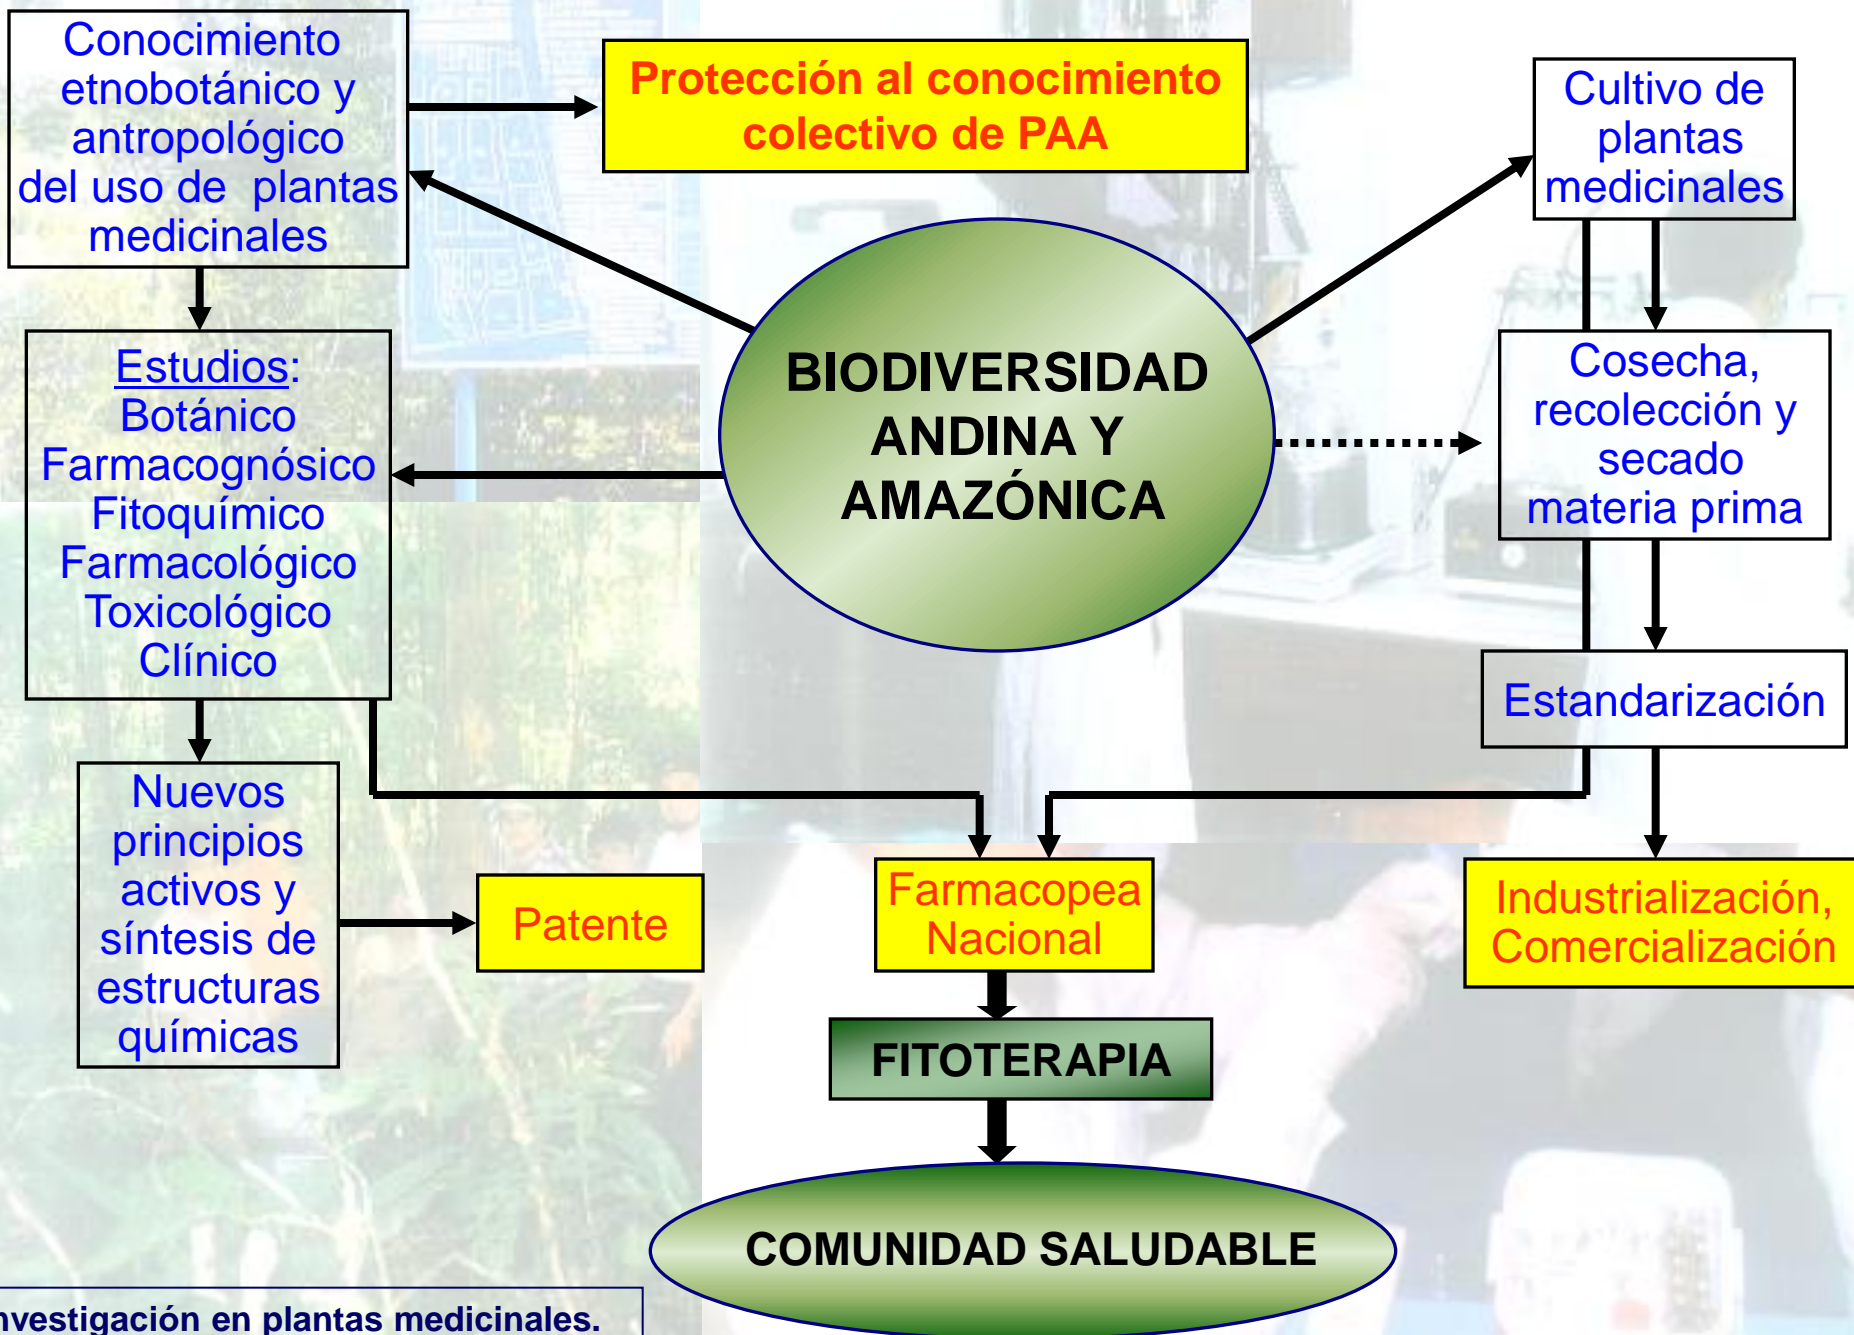 Conocimiento
etnobotánico y
antropológico
del uso de plantas
medicinales
Protección al conocimiento
colectivo de PAA
Cultivo de
plantas
medicinales
Estudios:
Botánico
Farmacognósico
Fitoquímico
Farmacológico
Toxicológico
Clínico
BIODIVERSIDAD
ANDINA Y
AMAZÓNICA
Cosecha,
recolección y
secado
materia prima
Estandarización
Nuevos
principios
activos y
síntesis de
estructuras
químicas
Patente
Farmacopea
Nacional
Industrialización,
Comercialización
FITOTERAPIA
COMUNIDAD SALUDABLE
nvestigación en plantas medicinales.